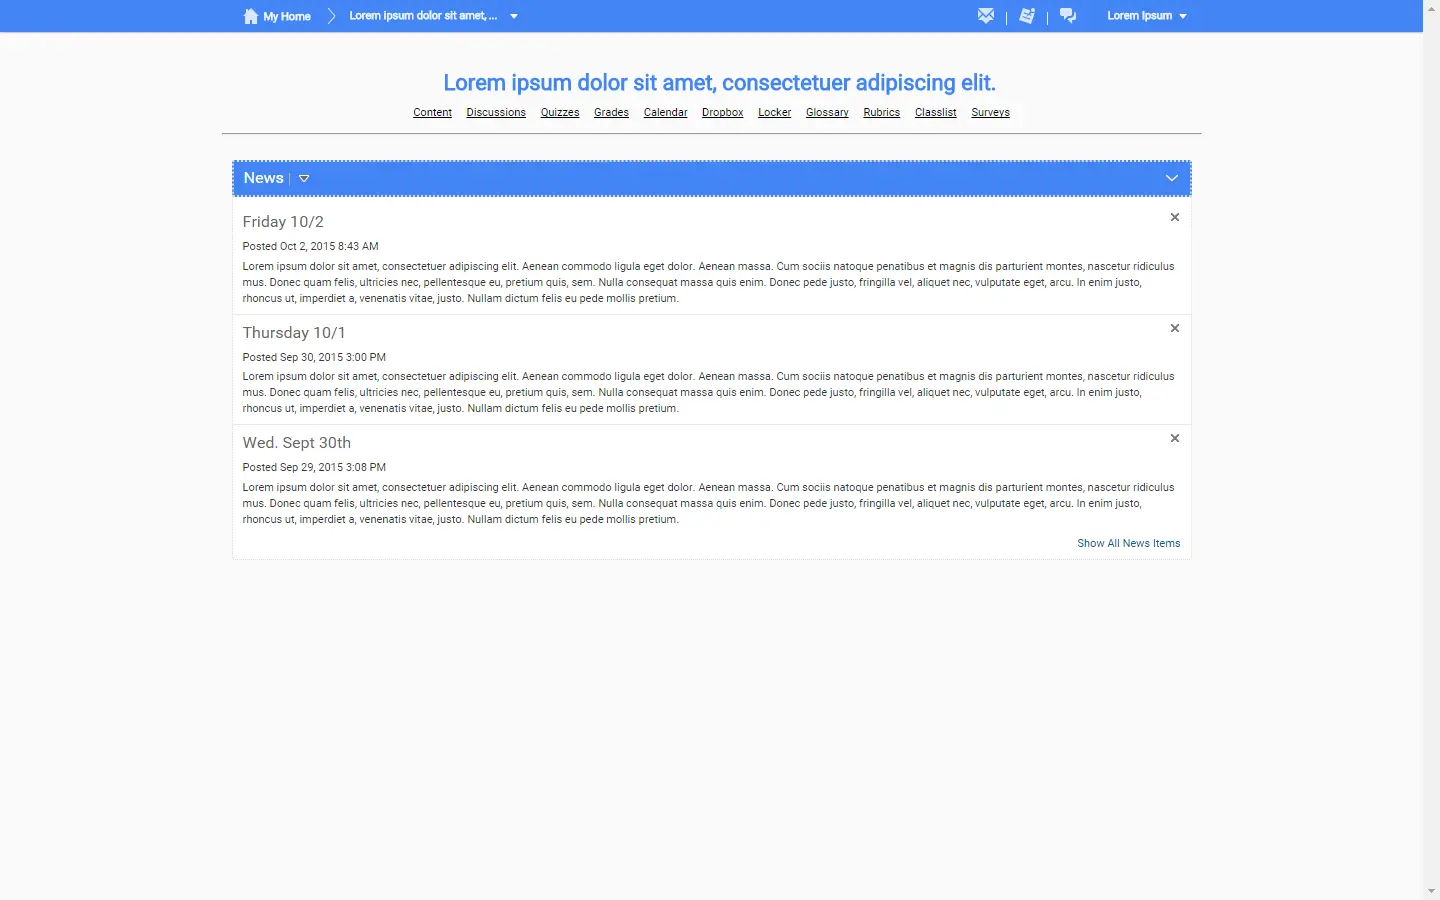 My Home
Lorem ipsum dolor sit amet, ...
Lorem Ipsum
Lorem ipsum dolor sit amet, consectetuer adipiscing elit.
Content Discussions Quizzes Grades Calendar Dropbox Locker Glossary Rubrics Classlist Surveys
News
Friday 10/2
Posted Oct 2, 2015 8:43 AM
Lorem ipsum dolor sit amet, consectetuer adipiscing elit. Aenean commodo ligula eget dolor. Aenean massa. Cum sociis natoque penatibus et magnis dis parturient montes, nascetur ridiculus
mus. Donec quam felis, ultricies nec, pellentesque eu, pretium quis, sem. Nulla consequat massa quis enim. Donec pede justo, fringilla vel, aliquet nec, vulputate eget, arcu. In enim justo,
rhoncus ut, imperdiet a, venenatis vitae, justo. Nullam dictum felis eu pede mollis pretium.
Thursday 10/1
Posted Sep 30, 2015 3:00 PM
Lorem ipsum dolor sit amet, consectetuer adipiscing elit. Aenean commodo ligula eget dolor. Aenean massa. Cum sociis natoque penatibus et magnis dis parturient montes, nascetur ridiculus
mus. Donec quam felis, ultricies nec, pellentesque eu, pretium quis, sem. Nulla consequat massa quis enim. Donec pede justo, fringilla vel, aliquet nec, vulputate eget, arcu. In enim justo,
rhoncus ut, imperdiet a, venenatis vitae, justo. Nullam dictum felis eu pede mollis pretium.
Wed. Sept 30th
Posted Sep 29, 2015 3:08 PM
Lorem ipsum dolor sit amet, consectetuer adipiscing elit. Aenean commodo ligula eget dolor. Aenean massa. Cum sociis natoque penatibus et magnis dis parturient montes, nascetur ridiculus
mus. Donec quam felis, ultricies nec, pellentesque eu, pretium quis, sem. Nulla consequat massa quis enim. Donec pede justo, fringilla vel, aliquet nec, vulputate eget, arcu. In enim justo,
rhoncus ut, imperdiet a, venenatis vitae, justo. Nullam dictum felis eu pede mollis pretium.
Show All News Items